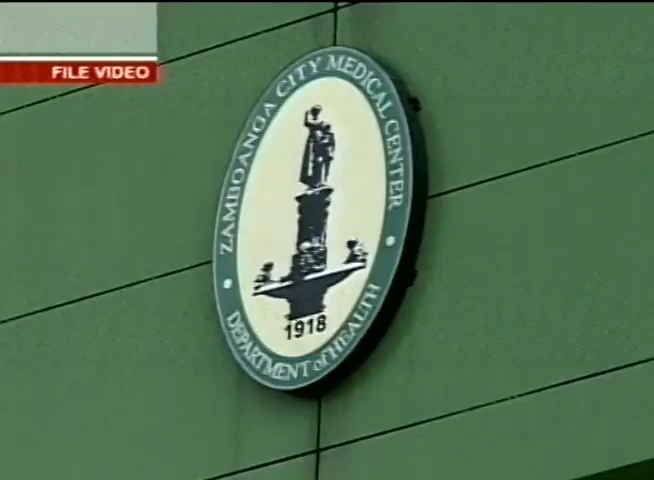 FILE VIDEO
ZAMBOANGA CITY MEDICAL CENTER
1918
DEPARTMENT of HEALTH